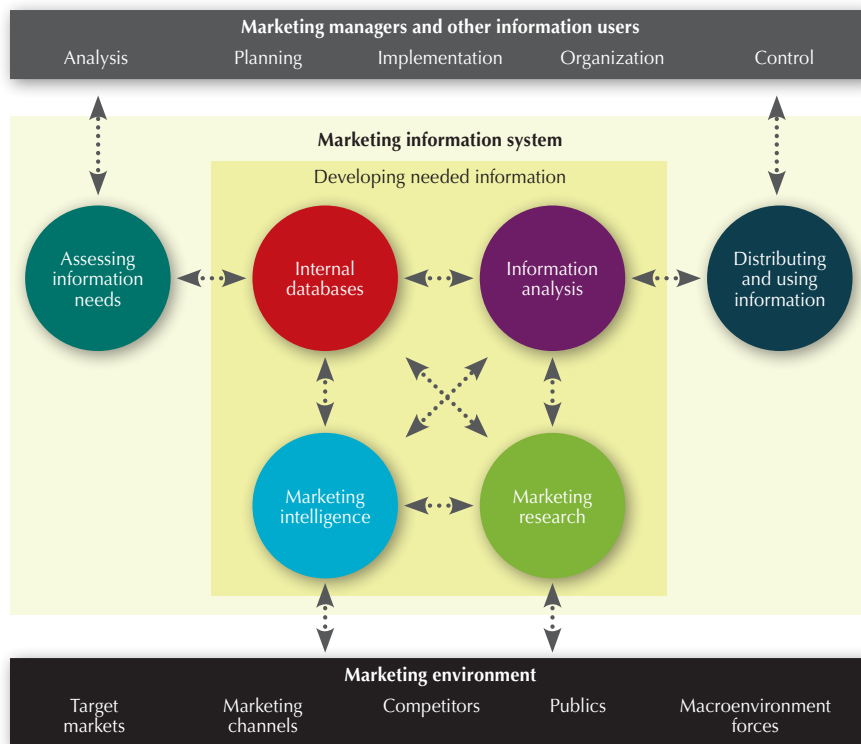 Marketing managers and other information users
Analysis Planning Implementation Organization Control
Marketing information system
Developing needed information
Assessing
information
needs
Internal
databases
Information
analysis
Distributing
and using
information
Marketing
intelligence
Marketing
research
Marketing environment
Target
markets
Marketing
channels
Competitors
Publics
Macroenvironment
forces